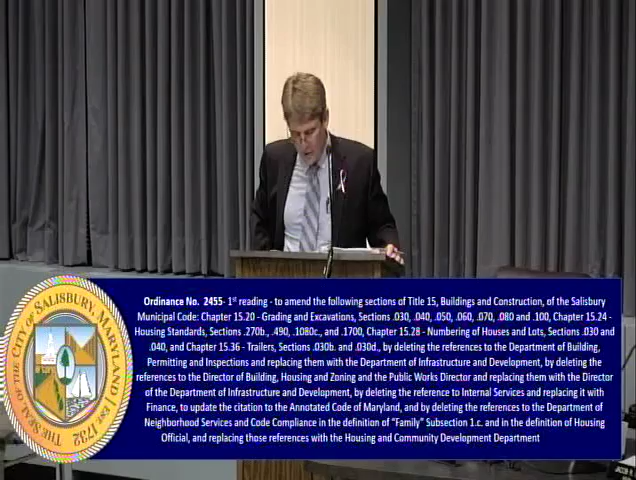 Ordinance No. 2455- 1st reading - to amend the following sections of Title 15, Buildings and Construction, of the Salisbury
Municipal Code: Chapter 15.20 - Grading and Excavations, Sections .030, .040, .050, .060, .070, .080 and .100, Chapter 15.24 -
Housing Standards, Sections .270b., .490, .1080c., and .1700, Chapter 15.28 - Numbering of Houses and Lots, Sections .030 and
.040, and Chapter 15.36 - Trailers, Sections .030b. and .030d., by deleting the references to the Department of Building,
Permitting and Inspections and replacing them with the Department of Infrastructure and Development, by deleting the
references to the Director of Building, Housing and Zoning and the Public Works Director and replacing them with the Director
of the Department of Infrastructure and Development, by deleting the reference to Internal Services and replacing it with
Finance, to update the citation to the Annotated Code of Maryland, and by deleting the references to the Department of
Neighborhood Services and Code Compliance in the definition of "Family" Subsection 1.c. and in the definition of Housing
Official, and replacing those references with the Housing and Community Development Department
THE SEAL OF THE CITY OF SALISBURY, MARYLAND
EST 1732